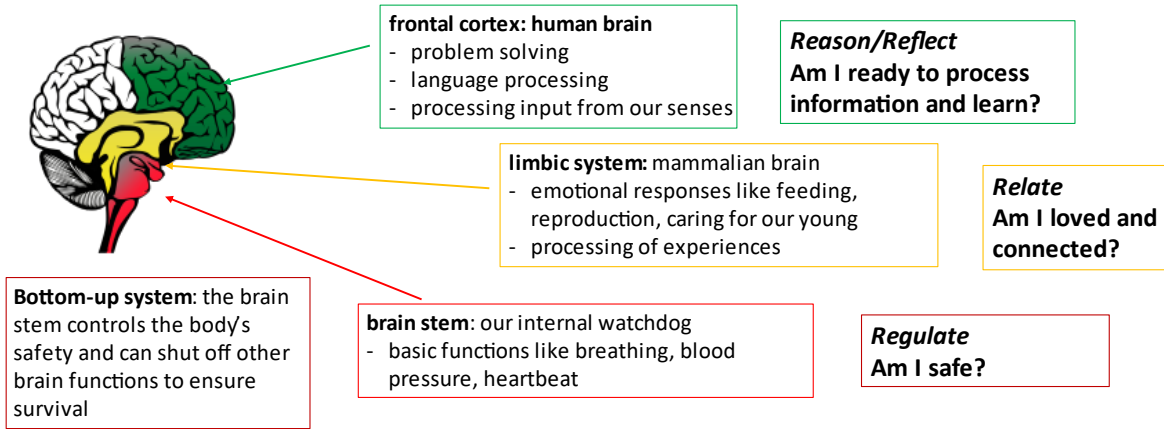 frontal cortex: human brain
- problem solving
- language processing
- processing input from our senses
Reason/Reflect
Am I ready to process
information and learn?
limbic system: mammalian brain
- emotional responses like feeding,
reproduction, caring for our young
- processing of experiences
Relate
Am I loved and
connected?
Bottom-up system: the brain
stem controls the body's
safety and can shut off other
brain functions to ensure
survival
brain stem: our internal watchdog
- basic functions like breathing, blood
pressure, heartbeat
Regulate
Am I safe?